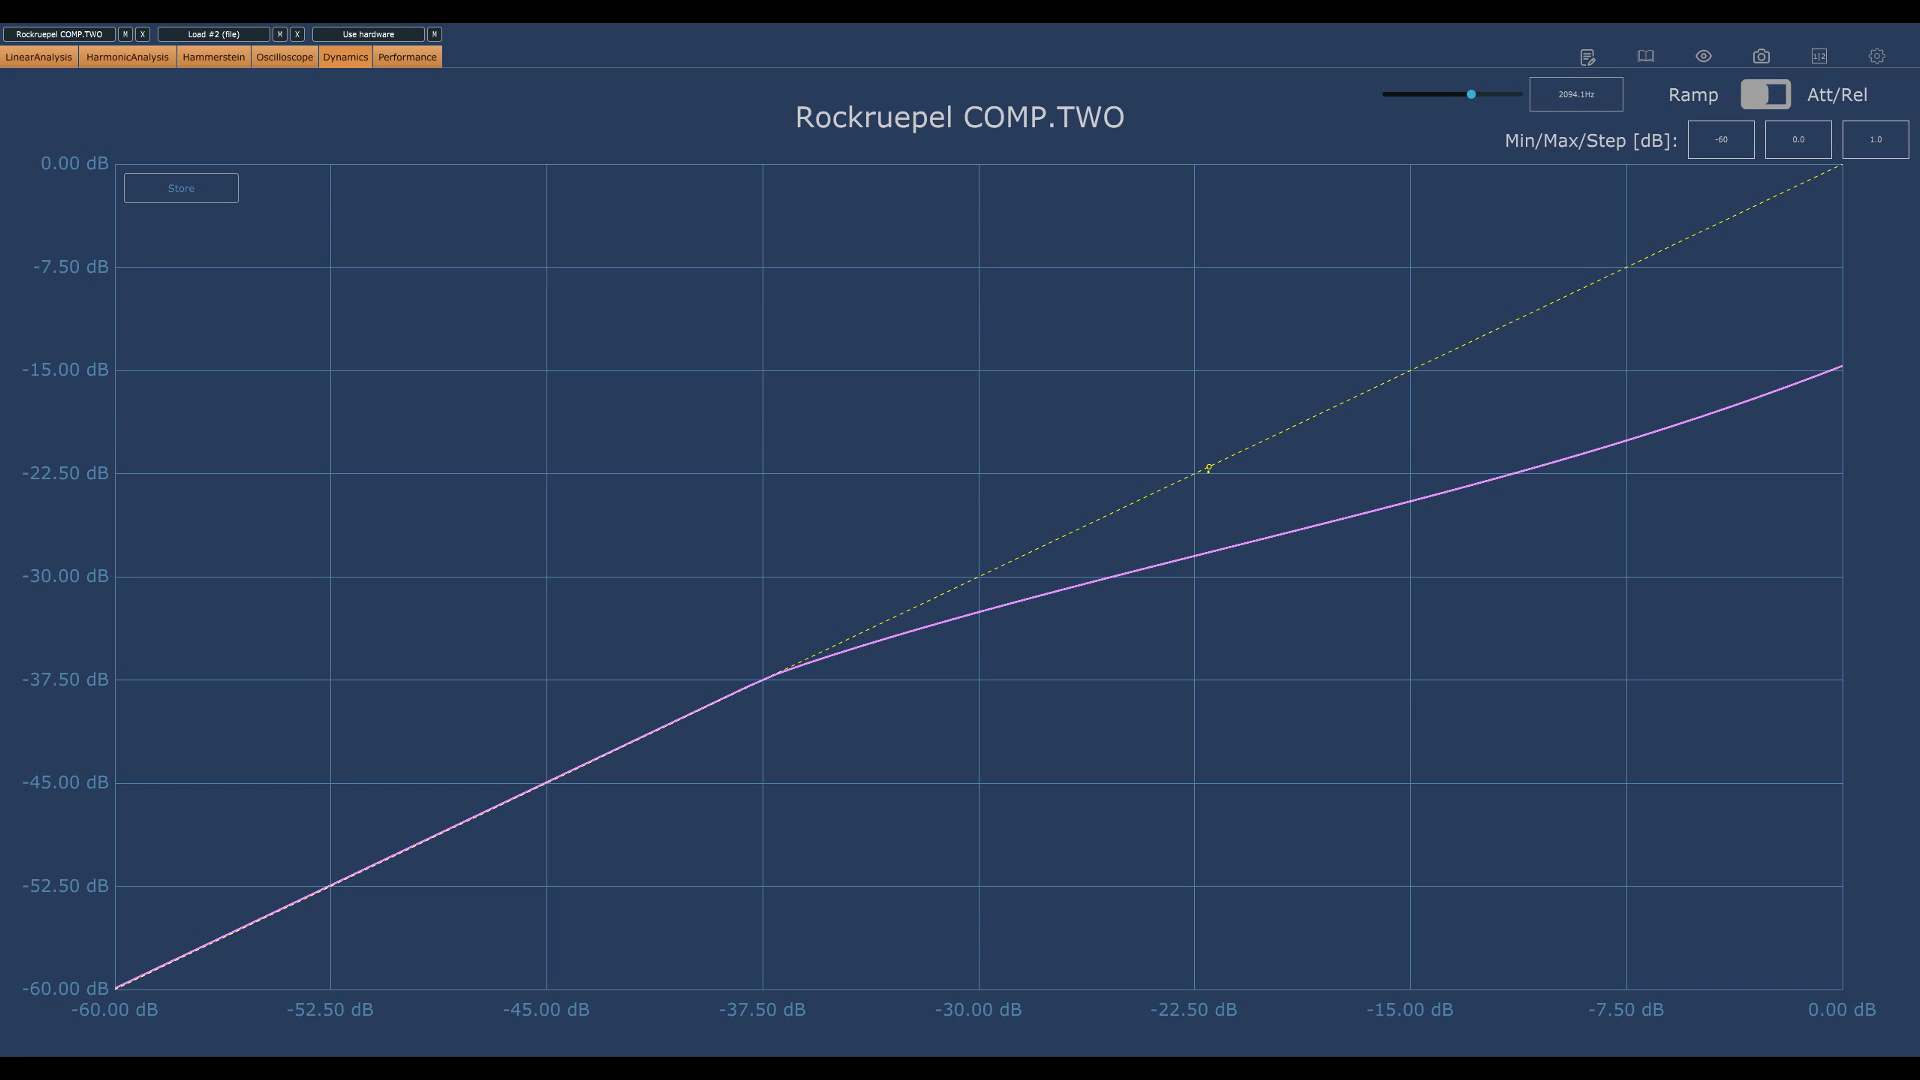 Rockruepel COMP.TWO M X Load #2 (file) M X Use hardware M
LinearAnalysis HarmonicAnalysis Hammerstein Oscilloscope Dynamics Performance
1|2
2094.1Hz Ramp Att/Rel
Rockruepel COMP.TWO
Min/Max/Step [dB]: -60 0.0 1.0
0.00 dB
Store
-7.50 dB
-15.00 dB
-22.50 dB
-30.00 dB
-37.50 dB
-45.00 dB
-52.50 dB
-60.00 dB
-60.00 dB -52.50 dB -45.00 dB -37.50 dB -30.00 dB -22.50 dB -15.00 dB -7.50 dB 0.00 dB